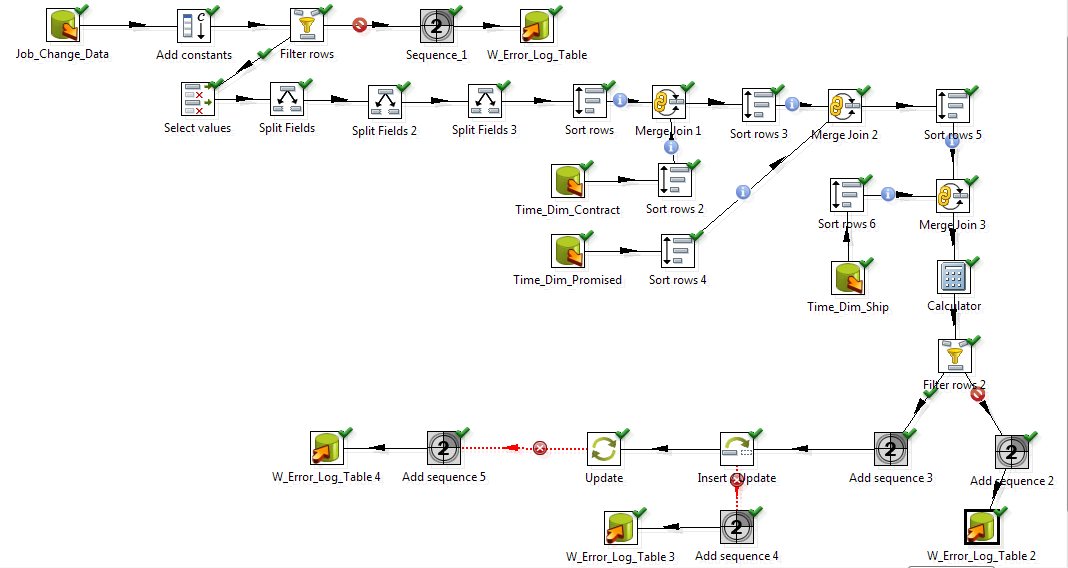 Job_Change_Data
Add constants
Filter rows
Sequence_1
W_Error_Log_Table
Select values
Split Fields
Split Fields 2
Split Fields 3
Sort rows
Merge Join 1
Sort rows 3
Merge Join 2
Sort rows 5
Time_Dim_Contract
Sort rows 2
Sort rows 6
Merge Join 3
Time_Dim_Promised
Sort rows 4
Time_Dim_Ship
Calculator
Filter rows 2
W_Error_Log_Table 4
Add sequence 5
Update
Insert / Update
Add sequence 3
Add sequence 2
W_Error_Log_Table 3
Add sequence 4
W_Error_Log_Table 2